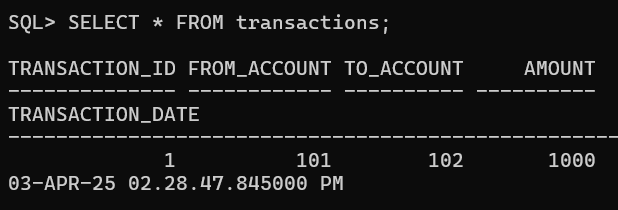 SQL> SELECT * FROM transactions;
TRANSACTION_ID FROM_ACCOUNT TO_ACCOUNT     AMOUNT
-------------- ------------ ---------- ----------
TRANSACTION_DATE
---------------------------------------------------
             1          101        102       1000
03-APR-25 02.28.47.845000 PM